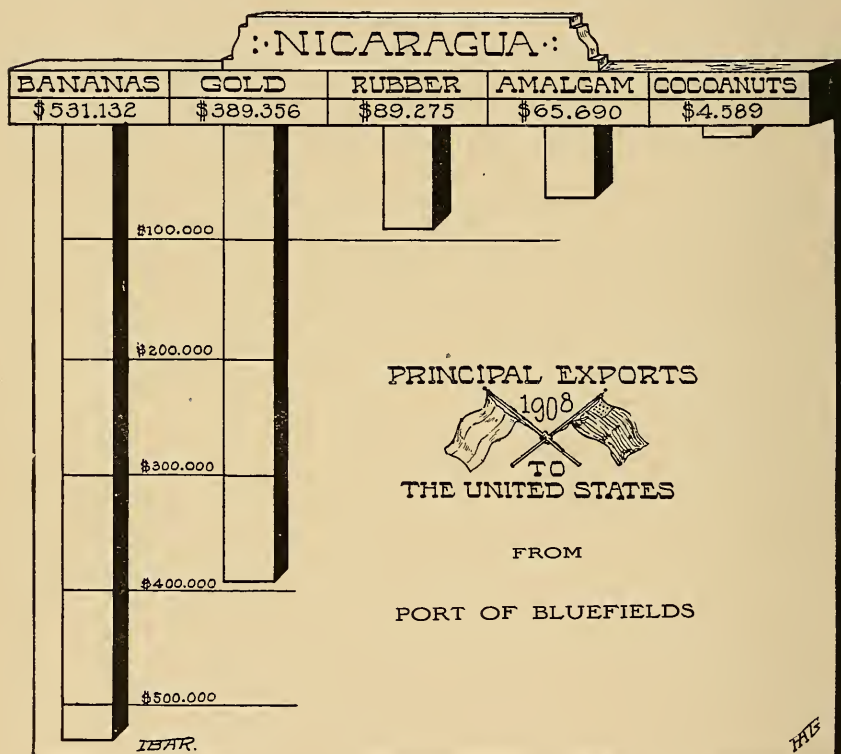 NICARAGUA
BANANAS GOLD RUBBER AMALGAM COCOANUTS
$531.132 $389.356 $89.275 $65.690 $4.589
$100.000
$200.000
$300.000
$400.000
$500.000
PRINCIPAL EXPORTS
1908
TO
THE UNITED STATES
FROM
PORT OF BLUEFIELDS
IBAR.